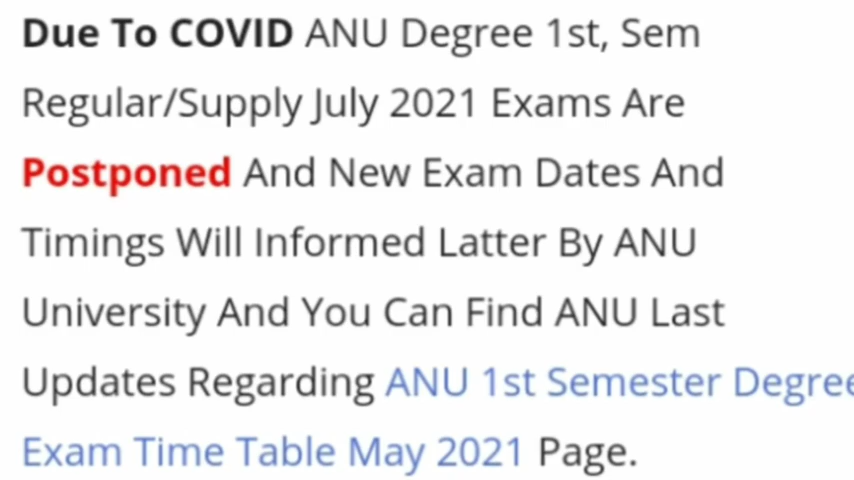 Due To COVID ANU Degree 1st, Sem
Regular/Supply July 2021 Exams Are
Postponed And New Exam Dates And
Timings Will Informed Latter By ANU
University And You Can Find ANU Last
Updates Regarding ANU 1st Semester Degree
Exam Time Table May 2021 Page.